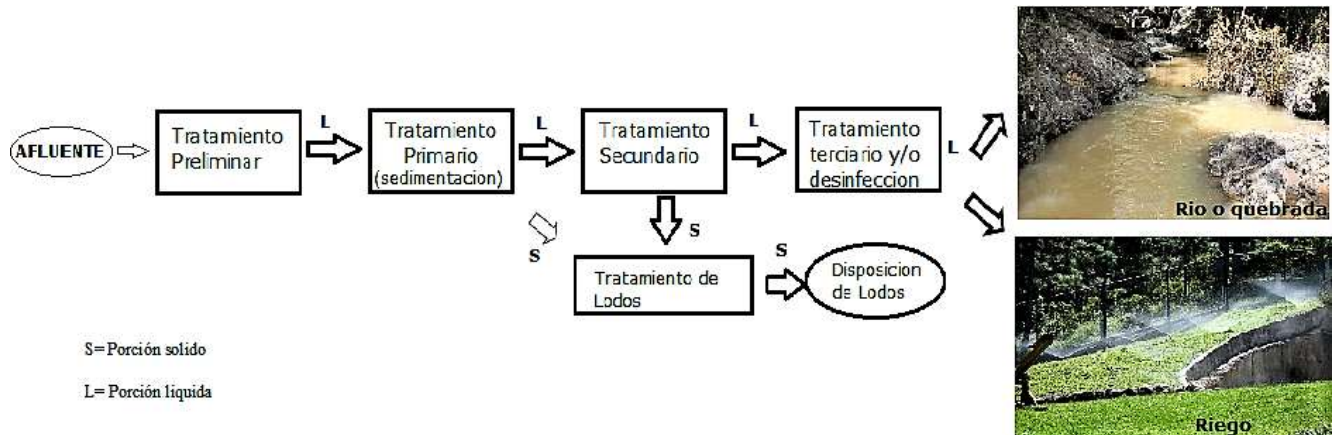 AFLUENTE
Tratamiento
Preliminar
L
Tratamiento
Primario
(sedimentacion)
L
Tratamiento
Secundario
L
Tratamiento
terciario y/o
desinfeccion
L
Rio o quebrada
S
S
Tratamiento de
Lodos
S
Disposicion
de Lodos
Riego
S= Porción solido
L= Porción liquida